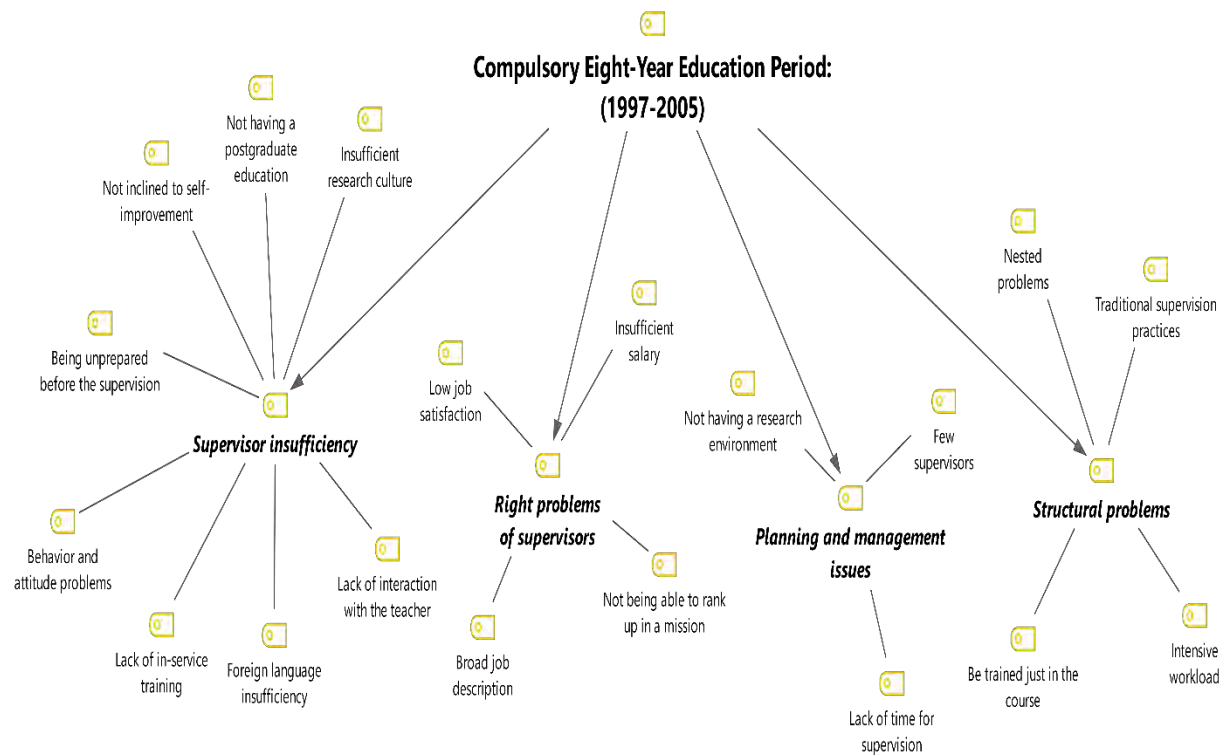 Compulsory Eight-Year Education Period:
(1997-2005)
Not having a
postgraduate
education
Insufficient
research culture
Not inclined to self-
improvement
Being unprepared
before the supervision
Supervisor insufficiency
Behavior and
attitude problems
Lack of in-service
training
Foreign language
insufficiency
Lack of interaction
with the teacher
Low job
satisfaction
Insufficient
salary
Right problems
of supervisors
Broad job
description
Not being able to rank
up in a mission
Not having a research
environment
Few
supervisors
Planning and management
issues
Lack of time for
supervision
Nested
problems
Traditional supervision
practices
Structural problems
Be trained just in the
course
Intensive
workload